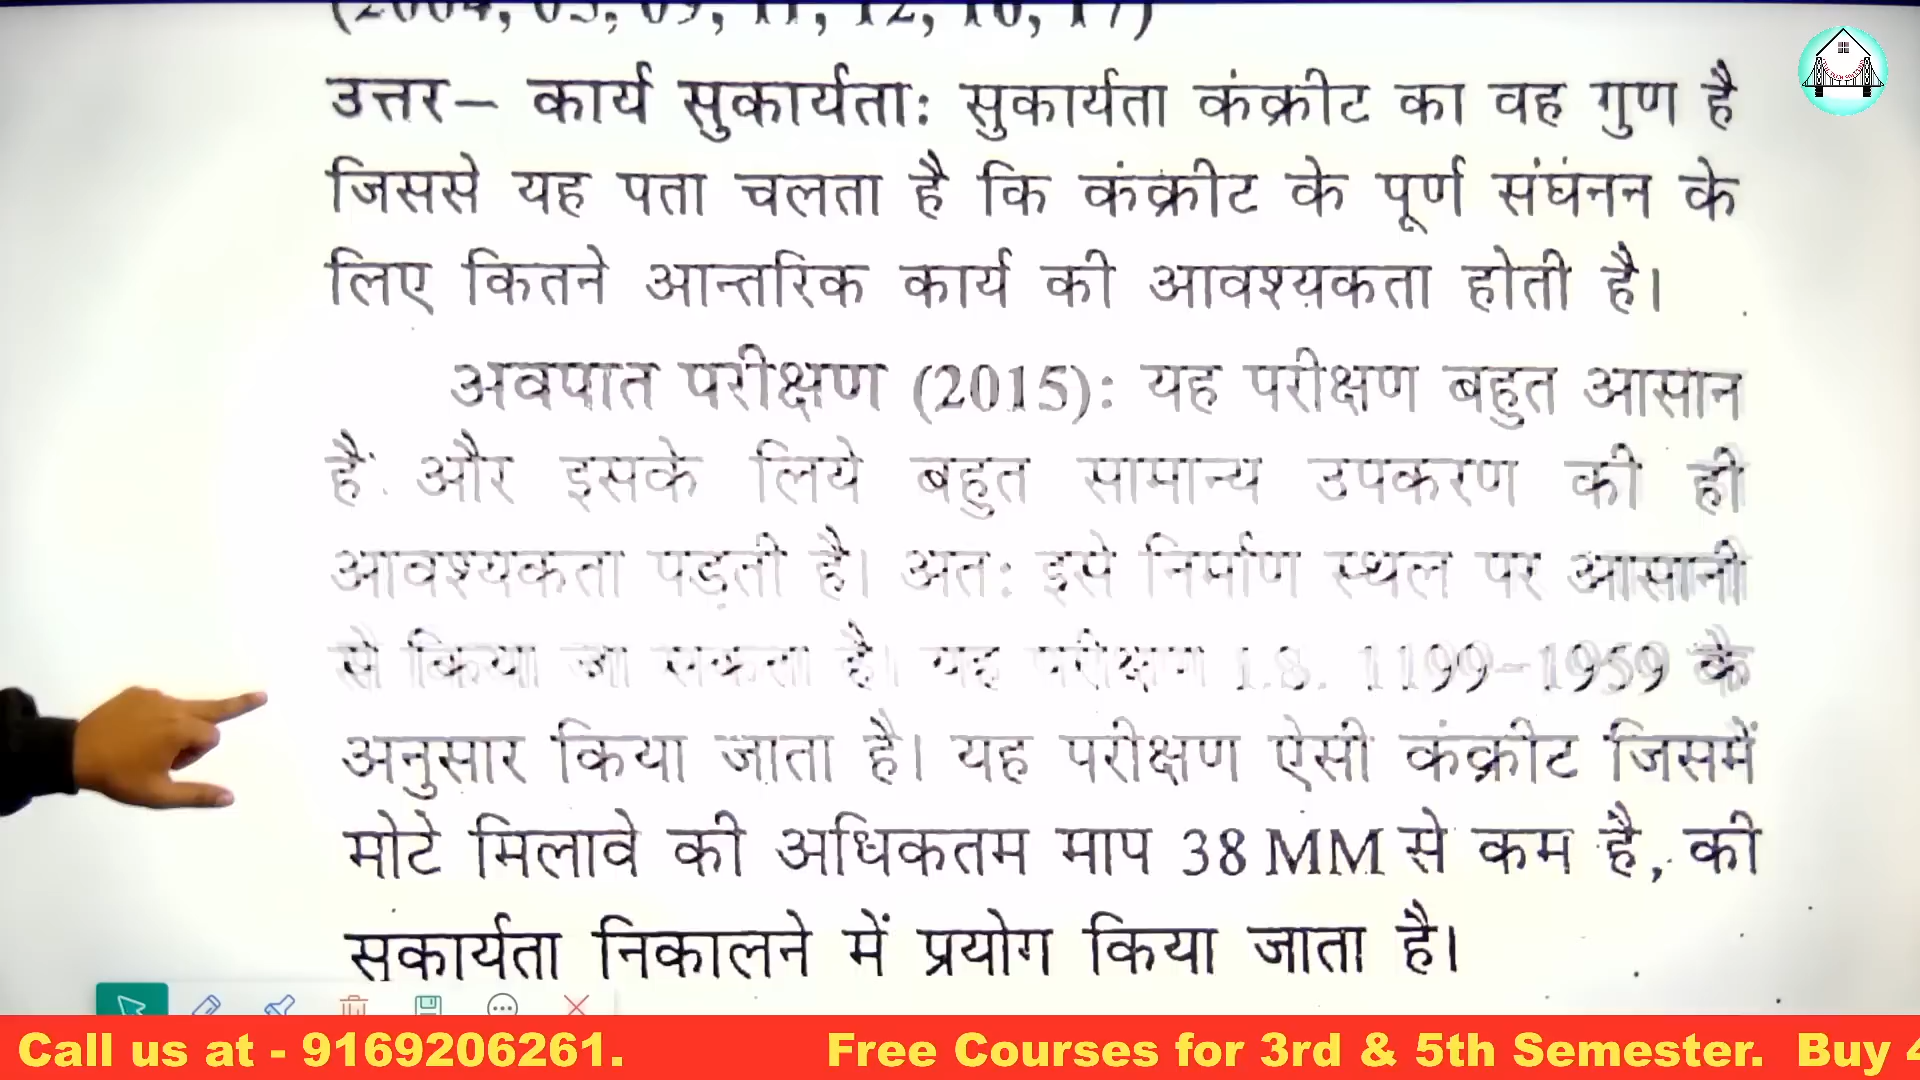 उत्तर– कार्य सुकार्यताः सुकार्यता कंक्रीट का वह गुण है
जिससे यह पता चलता है कि कंक्रीट के पूर्ण संघंनन के
लिए कितने आन्तरिक कार्य की आवश्यकता होती है।
अवपात परीक्षण (2015): यह परीक्षण बहुत आसान
है और इसके लिये बहुत सामान्य उपकरण की ही
आवश्यकता पड़ती है। अतः इसे निर्माण स्थल पर आसानी
से किया जा सकता है। यह परीक्षण I.S. 1199–1959 के
अनुसार किया जाता है। यह परीक्षण ऐसी कंक्रीट जिसमें
मोटे मिलावे की अधिकतम माप 38 MM से कम है, की
सकार्यता निकालने में प्रयोग किया जाता है।
Call us at - 9169206261. Free Courses for 3rd & 5th Semester. Buy